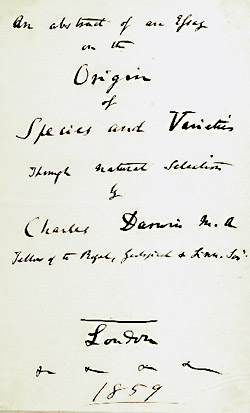 An abstract of an Essay
on the
Origin
of
Species and Varieties
Through natural Selection
by
Charles Darwin M.A
Fellow of the Royal, Geological & Linn. Socy.
London
1859